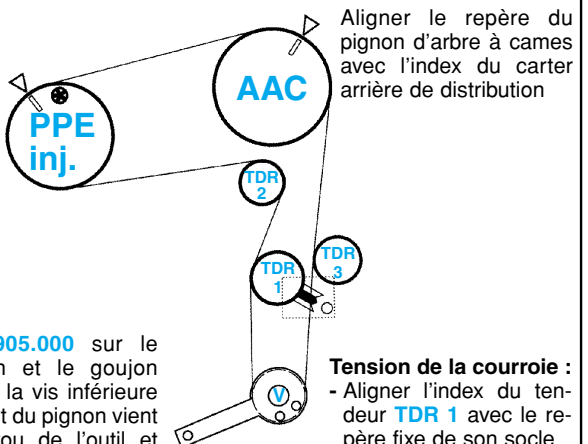 Aligner le repère du
pignon d'arbre à cames
avec l'index du carter
arrière de distribution
AAC
PPE
inj.
TDR
2
TDR
1
TDR
3
V
905.000 sur le
et le goujon
la vis inférieure
du pignon vient
de l'outil et
Tension de la courroie :
- Aligner l'index du ten-
deur TDR 1 avec le re-
père fixe de son socle